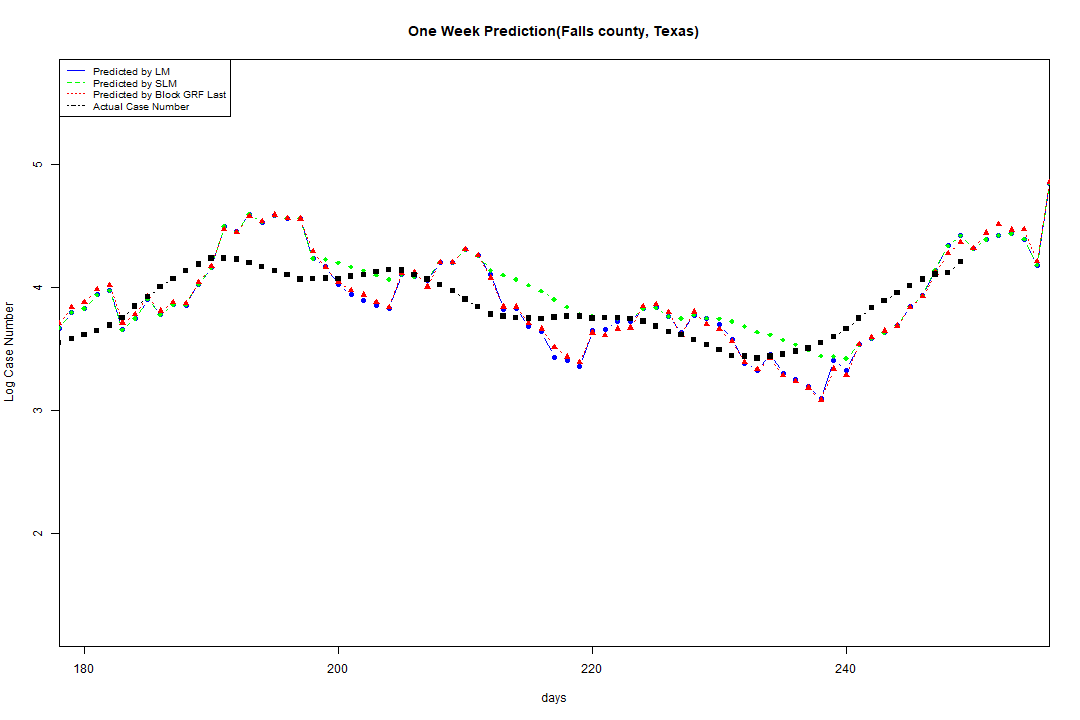 One Week Prediction(Falls county, Texas)
Predicted by LM
Predicted by SLM
Predicted by Block GRF Last
Actual Case Number
5
4
3
2
Log Case Number
180 200 220 240
days